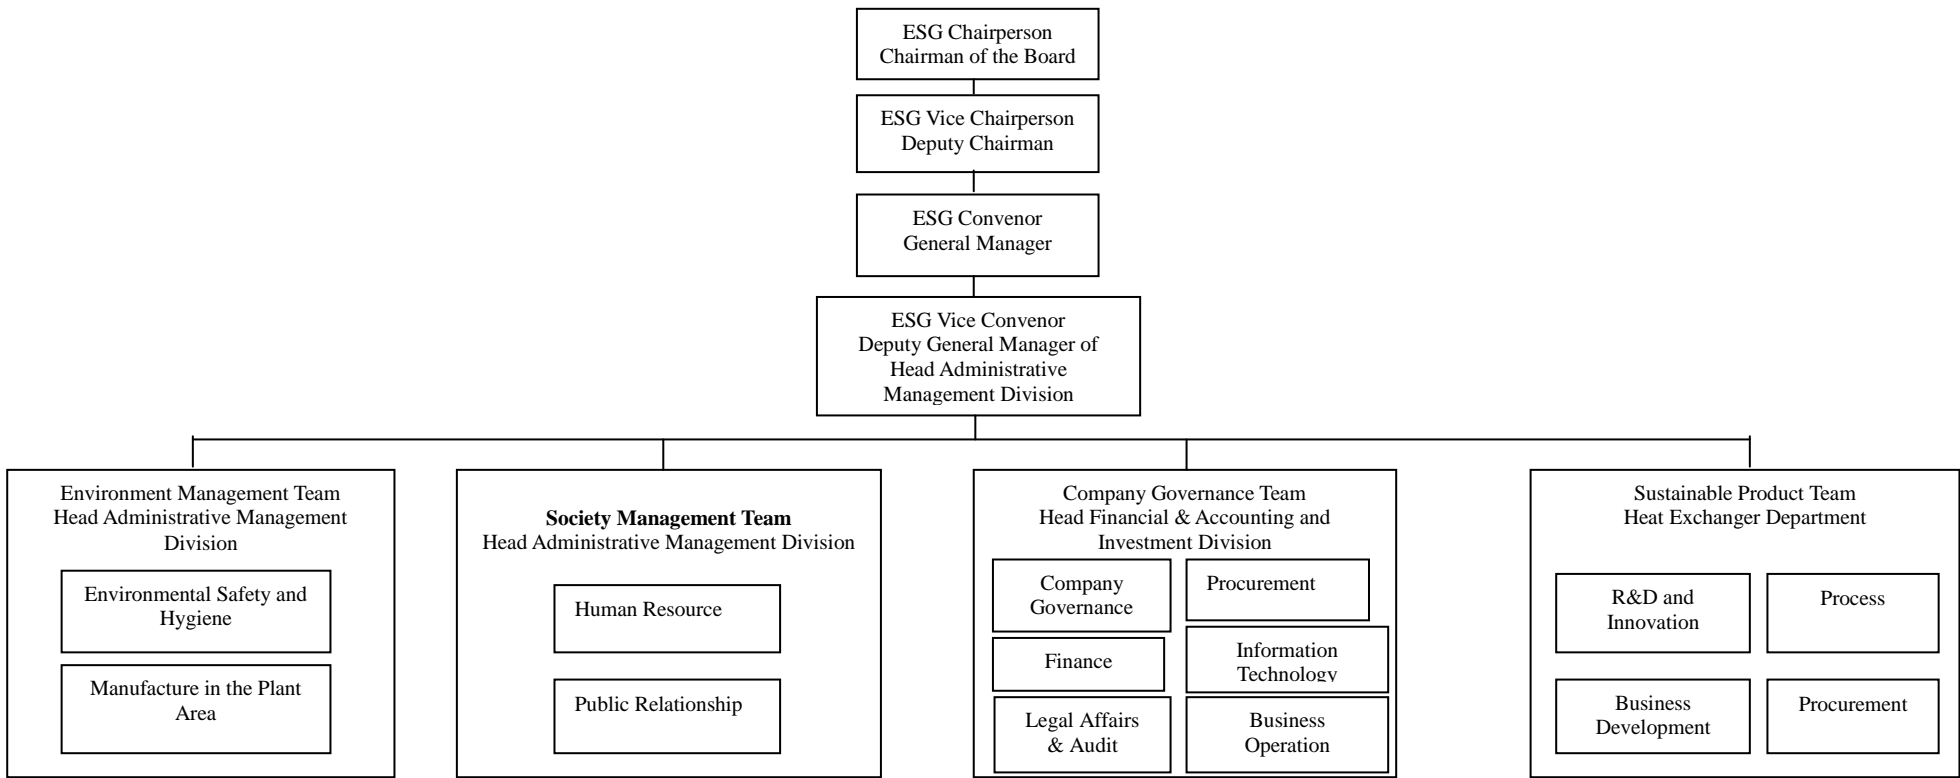 ESG Chairperson
Chairman of the Board
ESG Vice Chairperson
Deputy Chairman
ESG Convenor
General Manager
ESG Vice Convenor
Deputy General Manager of
Head Administrative
Management Division
Environment Management Team
Head Administrative Management
Division
Environmental Safety and
Hygiene
Manufacture in the Plant
Area
Society Management Team
Head Administrative Management Division
Human Resource
Public Relationship
Company Governance Team
Head Financial & Accounting and
Investment Division
Company
Governance
Procurement
Finance
Information
Technology
Legal Affairs
& Audit
Business
Operation
Sustainable Product Team
Heat Exchanger Department
R&D and
Innovation
Process
Business
Development
Procurement